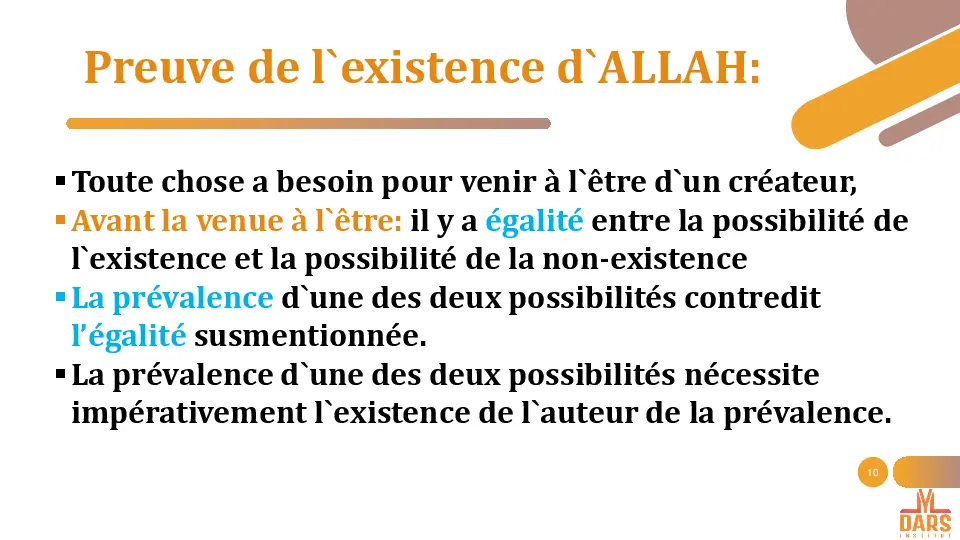 Preuve de l`existence d`ALLAH:
▪Toute chose a besoin pour venir à l`être d`un créateur,
▪Avant la venue à l`être: il y a égalité entre la possibilité de
l`existence et la possibilité de la non-existence
▪La prévalence d`une des deux possibilités contredit
l’égalité susmentionnée.
▪La prévalence d`une des deux possibilités nécessite
impérativement l`existence de l`auteur de la prévalence.
10
M
DARS
INSTITUT